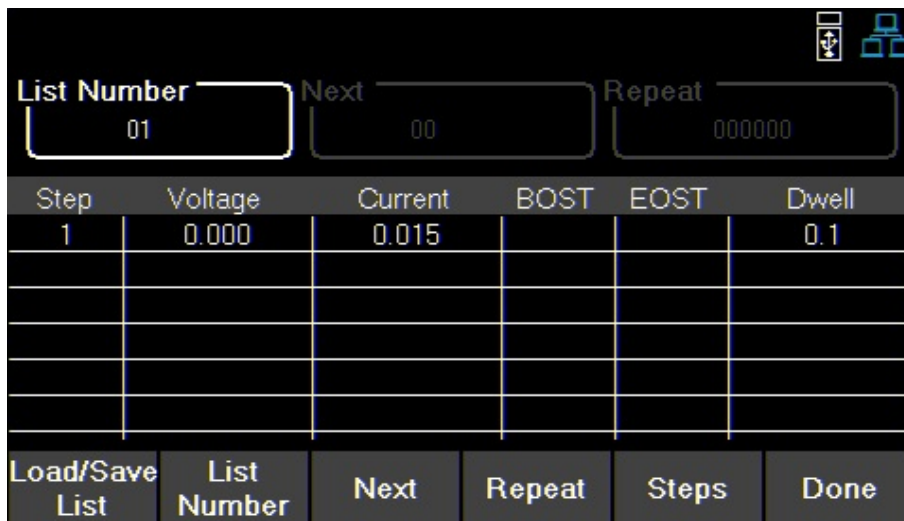 List Number Next Repeat
01 00 000000
Step Voltage Current BOST EOST Dwell
1 0.000 0.015 0.1
Load/Save List Number Next Repeat Steps Done